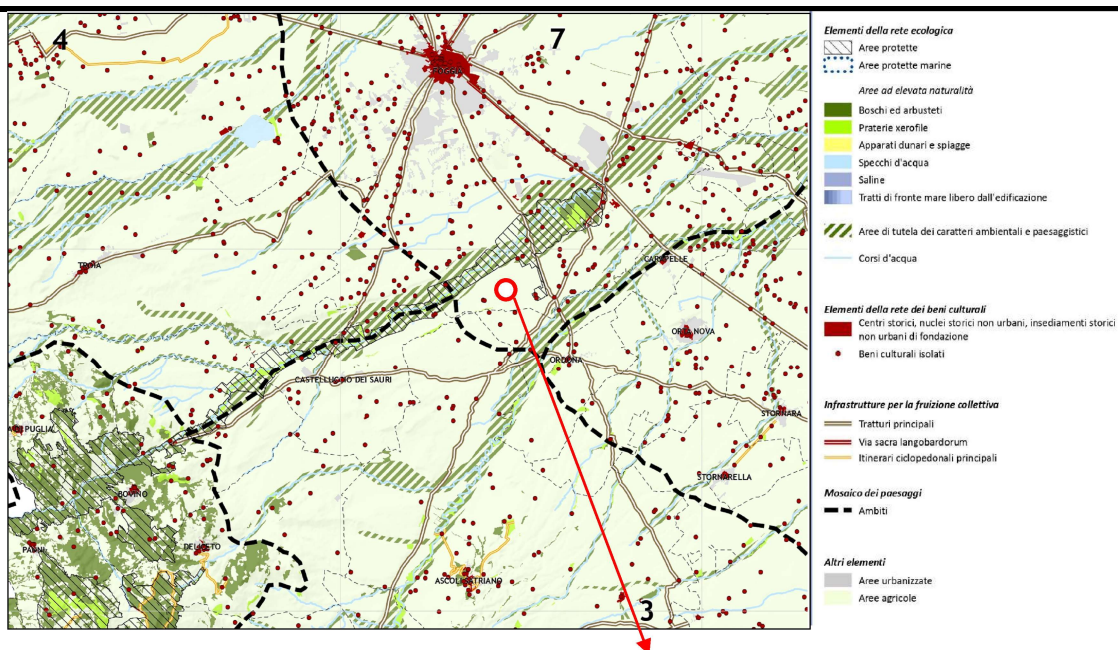 4
7
FOGGIA
TROIA
CARAPELLE
ORTA NOVA
ORDONA
CASTELLUCCIO DEI SAURI
STORNARA
PUGLIA
STORNARELLA
BOVINO
PANNI
DELICETO
ASCOLI SATRIANO
3
Elementi della rete ecologica
Aree protette
Aree protette marine
Aree ad elevata naturalità
Boschi ed arbusteti
Praterie xerofile
Apparati dunari e spiagge
Specchi d'acqua
Saline
Tratti di fronte mare libero dall'edificazione
Aree di tutela dei caratteri ambientali e paesaggistici
Corsi d'acqua
Elementi della rete dei beni culturali
Centri storici, nuclei storici non urbani, insediamenti storici
non urbani di fondazione
Beni culturali isolati
Infrastrutture per la fruizione collettiva
Tratturi principali
Via sacra langobardorum
Itinerari ciclopedonali principali
Mosaico dei paesaggi
Ambiti
Altri elementi
Aree urbanizzate
Aree agricole